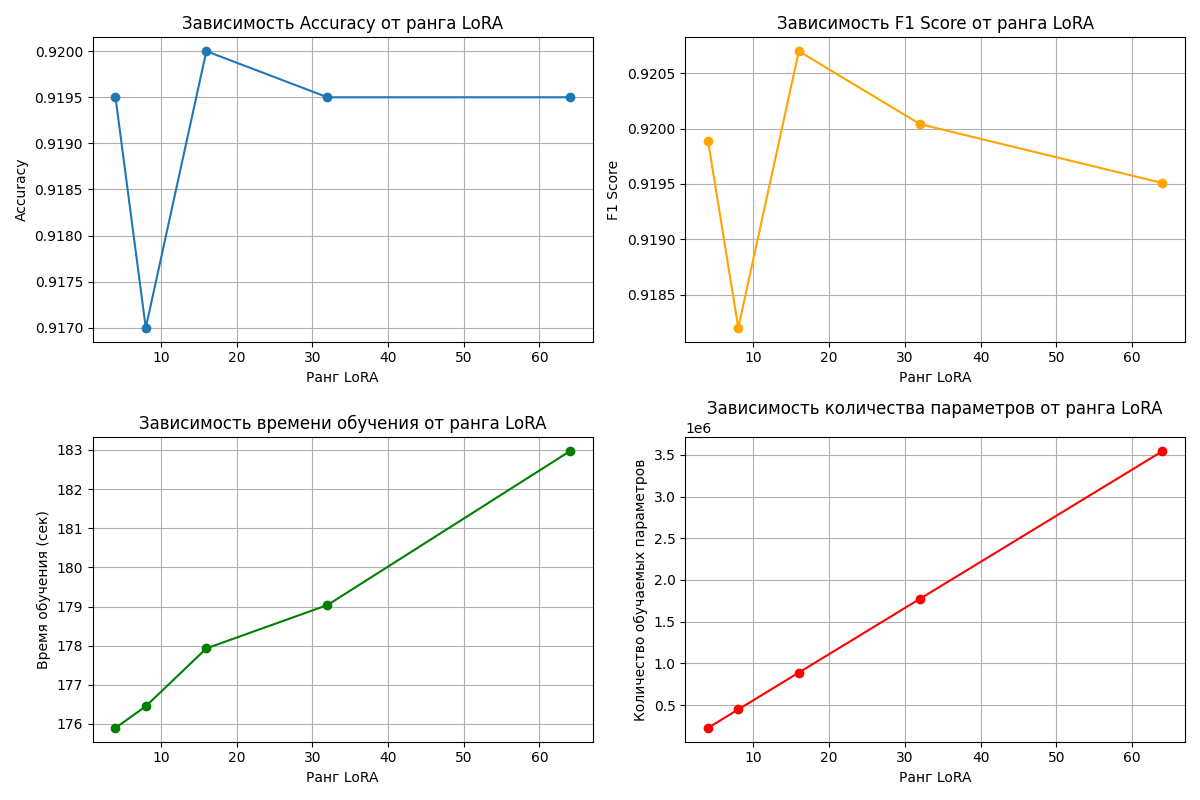 Зависимость Accuracy от ранга LoRA
0.9200
0.9195
0.9190
0.9185
0.9180
0.9175
0.9170
Accuracy
10 20 30 40 50 60
Ранг LoRA
Зависимость F1 Score от ранга LoRA
0.9205
0.9200
0.9195
0.9190
0.9185
F1 Score
10 20 30 40 50 60
Ранг LoRA
Зависимость времени обучения от ранга LoRA
183
182
181
180
179
178
177
176
Время обучения (сек)
10 20 30 40 50 60
Ранг LoRA
Зависимость количества параметров от ранга LoRA
1e6
3.5
3.0
2.5
2.0
1.5
1.0
0.5
Количество обучаемых параметров
10 20 30 40 50 60
Ранг LoRA